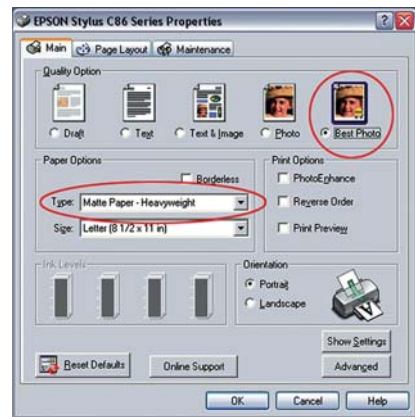 EPSON Stylus C86 Series Properties
Main Page Layout Maintenance
Quality Option
Draft Text Text & Image Photo Best Photo
Paper Options
Borderless
Type: Matte Paper - Heavyweight
Size: Letter (8 1/2 x 11 in)
Print Options
PhotoEnhance
Reverse Order
Print Preview
Ink Levels
Orientation
Portrait
Landscape
Show Settings
Reset Defaults Online Support Advanced
OK Cancel Help